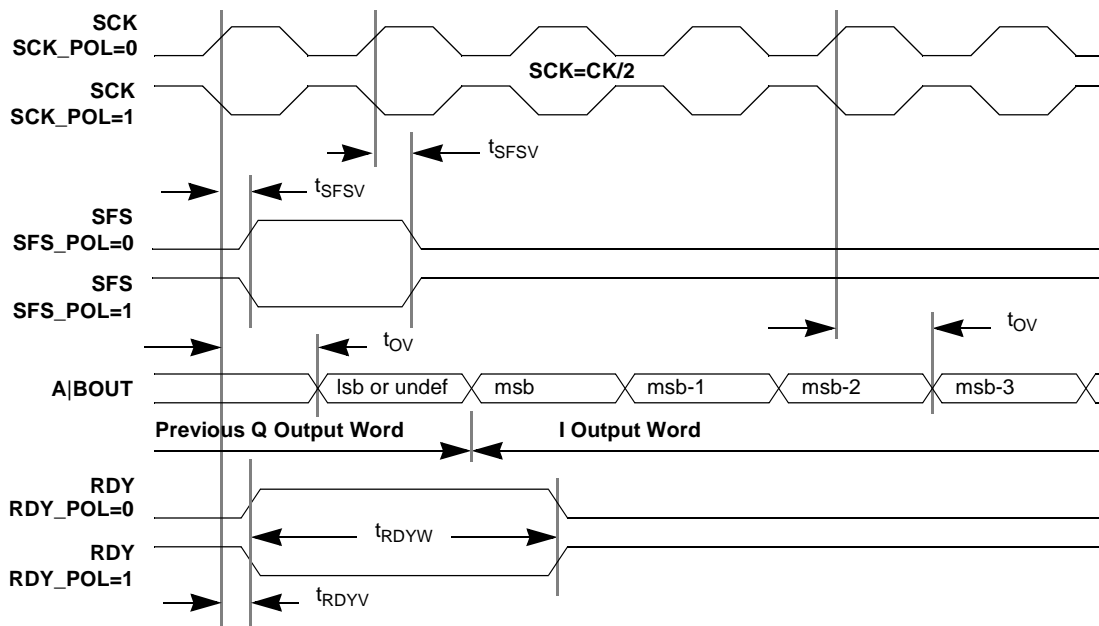 SCK
SCK_POL=0
SCK=CK/2
SCK
SCK_POL=1
tSFSV
tSFSV
SFS
SFS_POL=0
SFS
SFS_POL=1
tOV
tOV
A|BOUT
lsb or undef
msb
msb-1
msb-2
msb-3
Previous Q Output Word
I Output Word
RDY
RDY_POL=0
tRDYW
RDY
RDY_POL=1
tRDYV